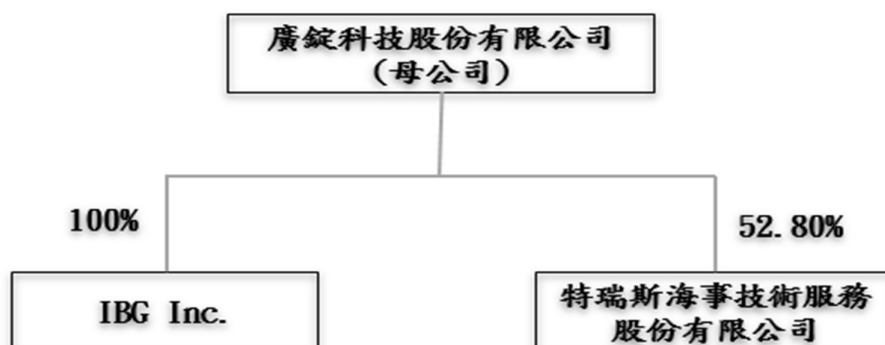 廣錠科技股份有限公司
(母公司)
100%
52.80%
IBG Inc.
特瑞斯海事技術服務
股份有限公司